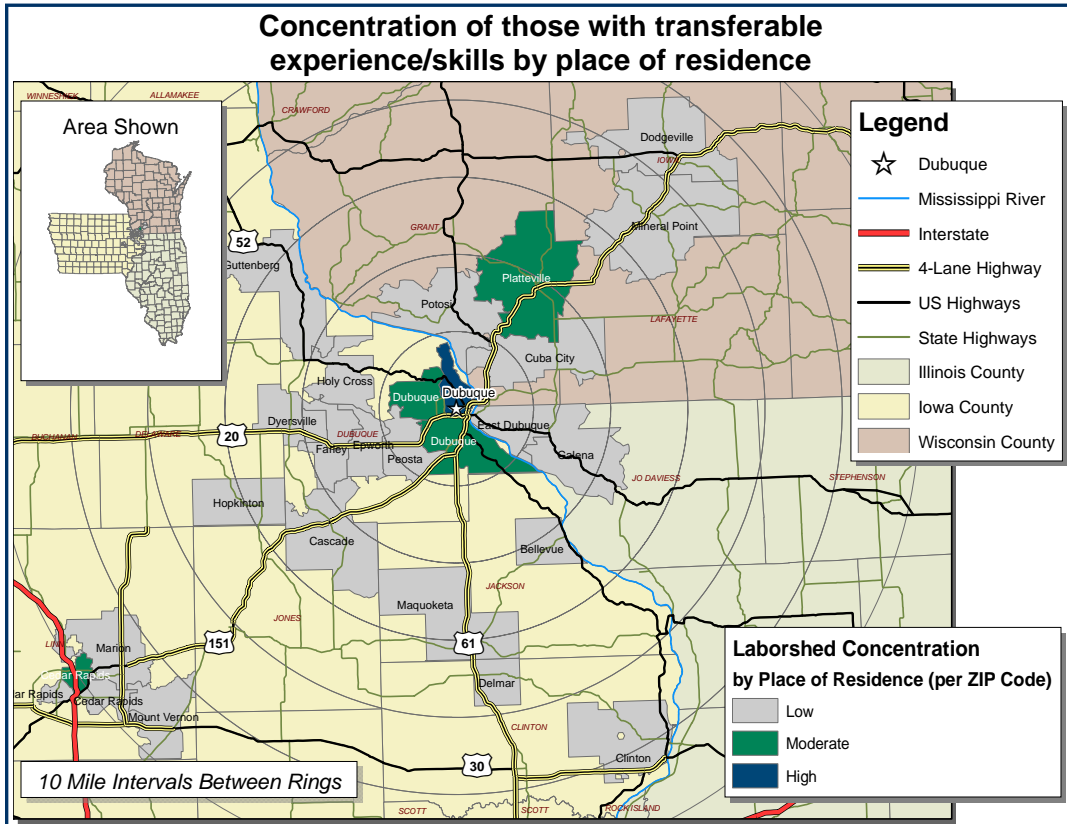 Concentration of those with transferable
experience/skills by place of residence
WINNESHIEK
ALLAMAKEE
CRAWFORD
Area Shown
Dodgeville
IOWA
Mineral Point
GRANT
52
Guttenberg
Platteville
Potosi
LAFAYETTE
Cuba City
Holy Cross
Dubuque
Dubuque
Dyersville
East Dubuque
BUCHANAN
DELAWARE
20
DUBUQUE
Dubuque
Farley
Epworth
Peosta
Galena
JO DAVIESS
STEPHENSON
Hopkinton
Cascade
Bellevue
JACKSON
Maquoketa
JONES
LINN
Marion
151
61
Cedar Rapids
ar Rapids
Cedar Rapids
Mount Vernon
Delmar
CLINTON
Clinton
30
10 Mile Intervals Between Rings
SCOTT
SCOTT
ROCK ISLAND
Legend
Dubuque
Mississippi River
Interstate
4-Lane Highway
US Highways
State Highways
Illinois County
Iowa County
Wisconsin County
Laborshed Concentration
by Place of Residence (per ZIP Code)
Low
Moderate
High